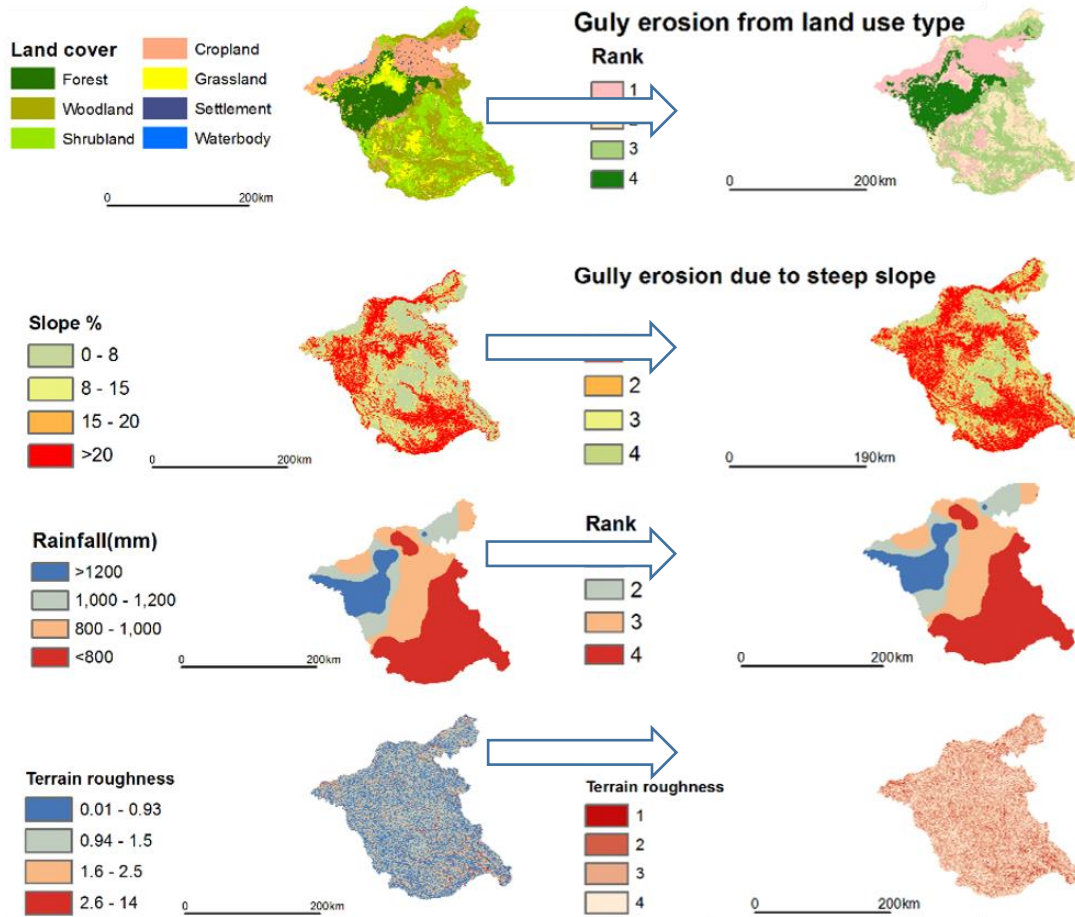 Guly erosion from land use type
Land cover
Cropland
Forest
Grassland
Woodland
Settlement
Shrubland
Waterbody
0 200km
Rank
1
3
4
0 200km
Gully erosion due to steep slope
Slope %
0 - 8
8 - 15
15 - 20
>20
0 200km
2
3
4
0 190km
Rainfall(mm)
>1200
1,000 - 1,200
800 - 1,000
<800
0 200km
Rank
2
3
4
0 200km
Terrain roughness
0.01 - 0.93
0.94 - 1.5
1.6 - 2.5
2.6 - 14
0 200km
Terrain roughness
1
2
3
4
0 200km